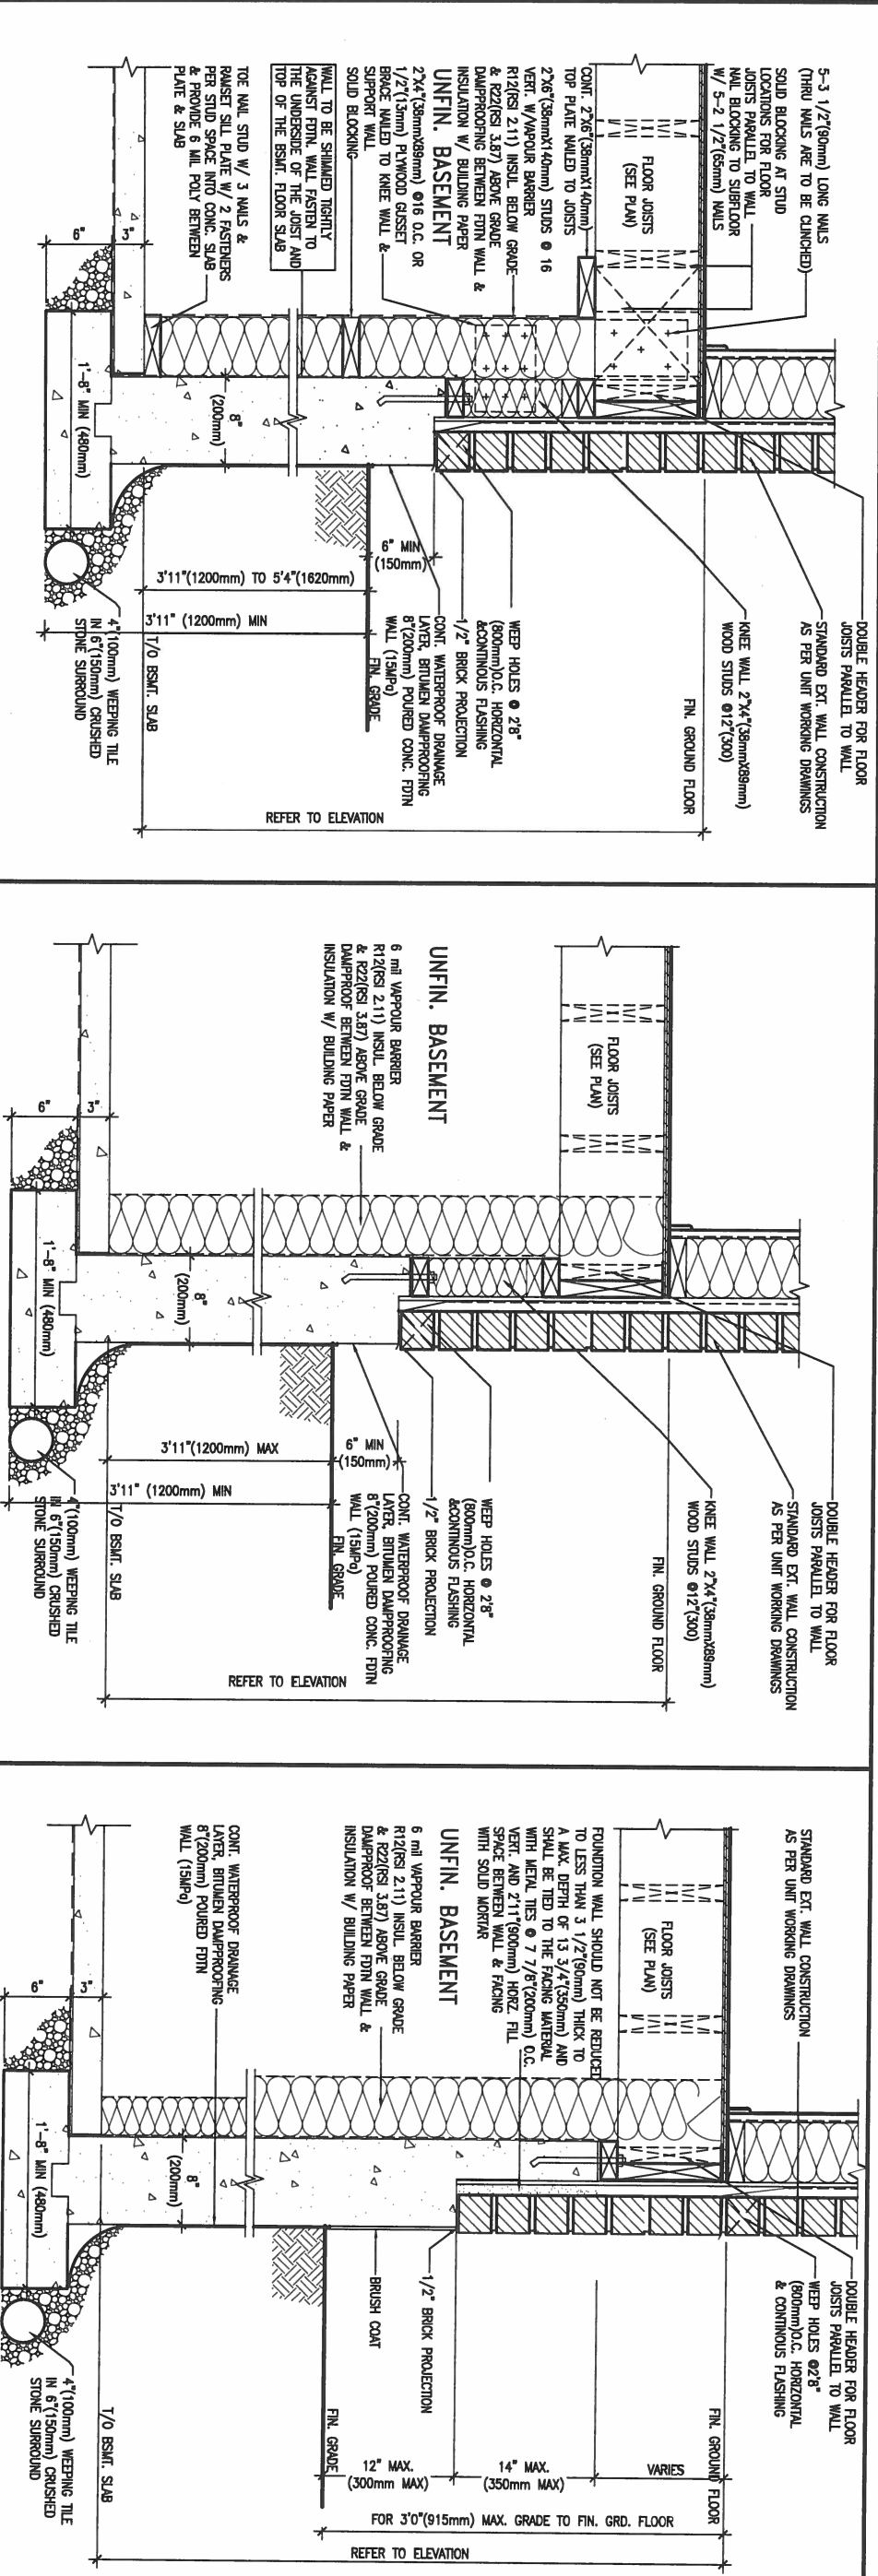 5-3 1/2"(90mm) LONG NAILS
(THRU NAILS ARE TO BE CLINCHED)
SOLID BLOCKING AT STUD
LOCATIONS FOR FLOOR
JOISTS PARALLEL TO WALL
NAIL BLOCKING TO SUBFLOOR
W/ 5-2 1/2"(65mm) NAILS
FLOOR JOISTS
(SEE PLAN)
CONT. 2"X6"(38mmX140mm)
TOP PLATE NAILED TO JOISTS
2"X6"(38mmX140mm) STUDS @ 16
VERT. W/VAPOUR BARRIER
R12(RSI 2.11) INSUL BELOW GRADE
& R22(RSI 3.87) ABOVE GRADE
DAMPPROOFING BETWEEN FDTN WALL &
INSULATION W/ BUILDING PAPER
UNFIN. BASEMENT
2"X4"(38mmX89mm) @16 O.C. OR
1/2"(13mm) PLYWOOD GUSSET
BRACE NAILED TO KNEE WALL &
SUPPORT WALL
SOLID BLOCKING
WALL TO BE SHIMMED TIGHTLY
AGAINST FDTN. WALL FASTEN TO
THE UNDERSIDE OF THE JOIST AND
TOP OF THE BSMT. FLOOR SLAB
TOE NAIL STUD W/ 3 NAILS &
RAMSET SILL PLATE W/ 2 FASTENERS
PER STUD SPACE INTO CONC. SLAB
& PROVIDE 6 MIL POLY BETWEEN
PLATE & SLAB
6"
3"
1'-8" MIN (480mm)
8"
(200mm)
DOUBLE HEADER FOR FLOOR
JOISTS PARALLEL TO WALL
STANDARD EXT. WALL CONSTRUCTION
AS PER UNIT WORKING DRAWINGS
KNEE WALL 2"X4"(38mmX89mm)
WOOD STUDS @12"(300)
FIN. GROUND FLOOR
WEEP HOLES @ 2'8"
(800mm)O.C. HORIZONTAL
&CONTINOUS FLASHING
1/2" BRICK PROJECTION
CONT. WATERPROOF DRAINAGE
LAYER, BITUMEN DAMPPROOFING
8"(200mm) POURED CONC. FDTN
WALL (15MPa)
FIN. GRADE
6" MIN
(150mm)
3'11"(1200mm) TO 5'4"(1620mm)
3'11" (1200mm) MIN
T/O BSMT. SLAB
4"(100mm) WEEPING TILE
IN 6"(150mm) CRUSHED
STONE SURROUND
REFER TO ELEVATION
FLOOR JOISTS
(SEE PLAN)
UNFIN. BASEMENT
6 mil VAPPOUR BARRIER
R12(RSI 2.11) INSUL BELOW GRADE
& R22(RSI 3.87) ABOVE GRADE
DAMPPROOF BETWEEN FDTN WALL &
INSULATION W/ BUILDING PAPER
6"
3"
1'-8" MIN (480mm)
8"
(200mm)
DOUBLE HEADER FOR FLOOR
JOISTS PARALLEL TO WALL
STANDARD EXT. WALL CONSTRUCTION
AS PER UNIT WORKING DRAWINGS
KNEE WALL 2"X4"(38mmX89mm)
WOOD STUDS @12"(300)
FIN. GROUND FLOOR
WEEP HOLES @ 2'8"
(800mm)O.C. HORIZONTAL
&CONTINOUS FLASHING
1/2" BRICK PROJECTION
CONT. WATERPROOF DRAINAGE
LAYER, BITUMEN DAMPPROOFING
8"(200mm) POURED CONC. FDTN
WALL (15MPa)
FIN. GRADE
6" MIN
(150mm)
3'11"(1200mm) MAX
3'11" (1200mm) MIN
T/O BSMT. SLAB
4"(100mm) WEEPING TILE
IN 6"(150mm) CRUSHED
STONE SURROUND
REFER TO ELEVATION
STANDARD EXT. WALL CONSTRUCTION
AS PER UNIT WORKING DRAWINGS
FLOOR JOISTS
(SEE PLAN)
FOUNDTION WALL SHOULD NOT BE REDUCED
TO LESS THAN 3 1/2"(90mm) THICK TO
A MAX. DEPTH OF 13 3/4"(350mm) AND
SHALL BE TIED TO THE FACING MATERIAL
WITH METAL TIES @ 7 7/8"(200mm) O.C.
VERT. AND 2'11"(900mm) HORZ. FILL
SPACE BETWEEN WALL & FACING
WITH SOLID MORTAR
UNFIN. BASEMENT
6 mil VAPPOUR BARRIER
R12(RSI 2.11) INSUL BELOW GRADE
& R22(RSI 3.87) ABOVE GRADE
DAMPPROOF BETWEEN FDTN WALL &
INSULATION W/ BUILDING PAPER
CONT. WATERPROOF DRAINAGE
LAYER, BITUMEN DAMPPROOFING
8"(200mm) POURED FDTN
WALL (15MPa)
6"
3"
1'-8" MIN (480mm)
8"
(200mm)
DOUBLE HEADER FOR FLOOR
JOISTS PARALLEL TO WALL
WEEP HOLES @2'8"
(800mm)O.C. HORIZONTAL
& CONTINOUS FLASHING
1/2" BRICK PROJECTION
BRUSH COAT
FIN. GROUND FLOOR
FIN. GRADE
12" MAX.
(300mm MAX)
14" MAX.
(350mm MAX)
VARIES
FOR 3'0"(915mm) MAX. GRADE TO FIN. GRD. FLOOR
REFER TO ELEVATION
T/O BSMT. SLAB
4"(100mm) WEEPING TILE
IN 6"(150mm) CRUSHED
STONE SURROUND